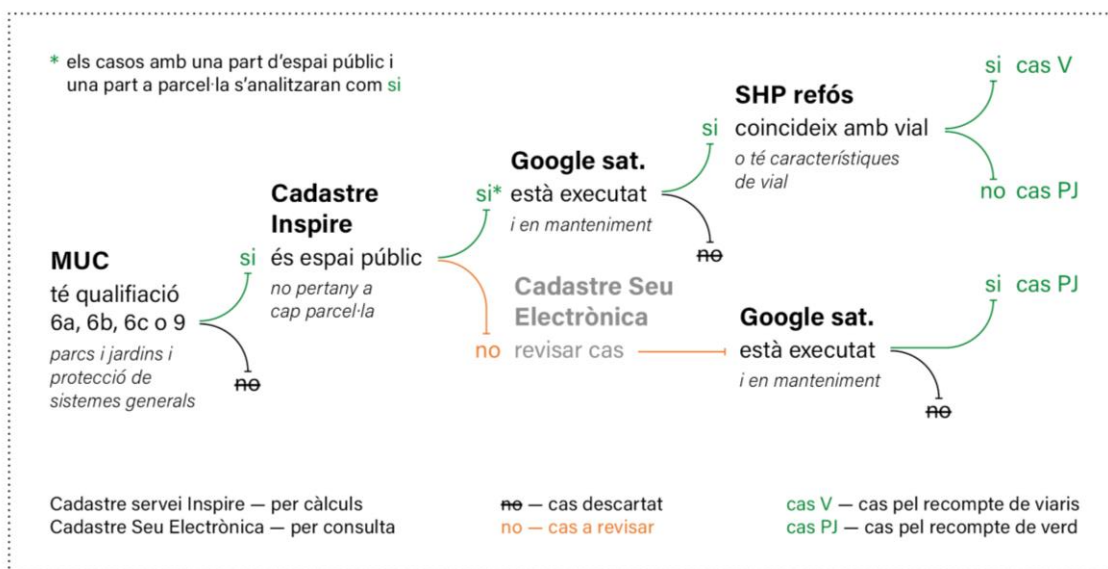 * els casos amb una part d'espai públic i
una part a parcel·la s'analitzaran com si
MUC
té qualifiació
6a, 6b, 6c o 9
parcs i jardins i
protecció de
sistemes generals
si
no
Cadastre
Inspire
és espai públic
no pertany a
cap parcel·la
si*
no
Google sat.
està executat
i en manteniment
si
no
SHP refós
coincideix amb vial
o té característiques
de vial
si cas V
no cas PJ
Cadastre Seu
Electrònica
revisar cas
Google sat.
està executat
i en manteniment
si cas PJ
no
Cadastre servei Inspire — per càlculs
Cadastre Seu Electrònica — per consulta
no — cas descartat
no — cas a revisar
cas V — cas pel recompte de viaris
cas PJ — cas pel recompte de verd